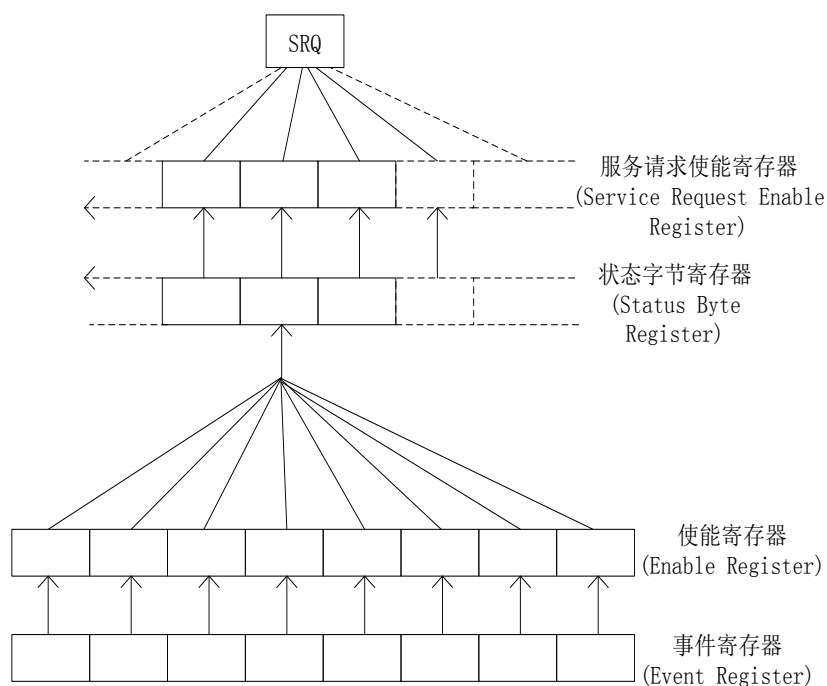 SRQ
服务请求使能寄存器
(Service Request Enable
Register)
状态字节寄存器
(Status Byte
Register)
使能寄存器
(Enable Register)
事件寄存器
(Event Register)